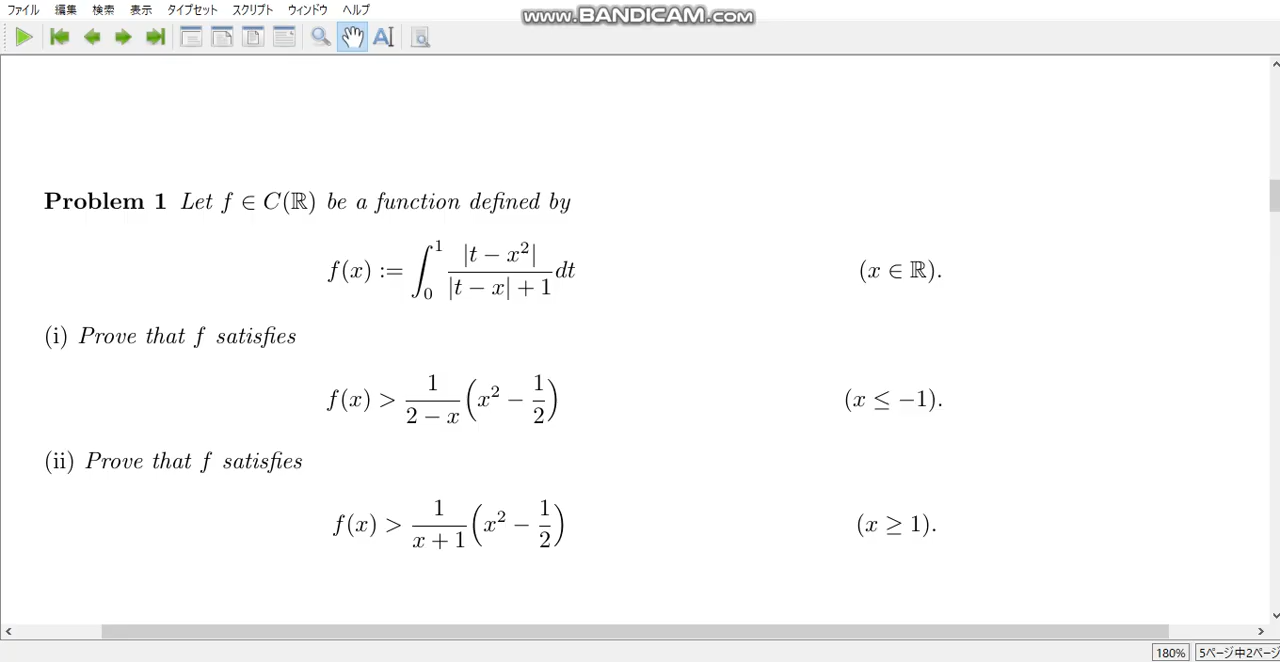 ファイル 編集 検索 表示 タイプセット スクリプト ウィンドウ ヘルプ
www.BANDICAM.com
Problem 1 Let f ∈ C(ℝ) be a function defined by
f(x) := ∫₀¹ |t − x²| / (|t − x| + 1) dt (x ∈ ℝ).
(i) Prove that f satisfies
f(x) > 1/(2 − x) (x² − 1/2) (x ≤ −1).
(ii) Prove that f satisfies
f(x) > 1/(x + 1) (x² − 1/2) (x ≥ 1).
180% 5ページ中2ページ